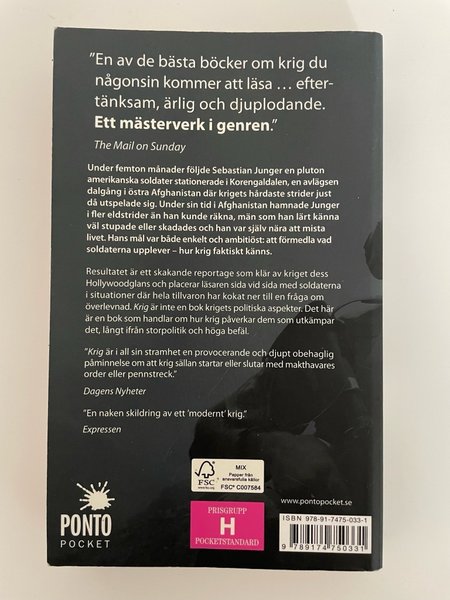 ”En av de bästa böcker om krig du
någonsin kommer att läsa … efter-
tänksam, ärlig och djuplodande.
Ett mästerverk i genren.”
The Mail on Sunday
Under femton månader följde Sebastian Junger en pluton
amerikanska soldater stationerade i Korengaldalen, en avlägsen
dalgång i östra Afghanistan där krigets hårdaste strider just
då utspelade sig. Under sin tid i Afghanistan hamnade Junger
i fler eldstrider än han kunde räkna, män som han lärt känna
väl stupade eller skadades och han var själv nära att mista
livet. Hans mål var både enkelt och ambitiöst: att förmedla vad
soldaterna upplever – hur krig faktiskt känns.
Resultatet är ett skakande reportage som klär av kriget dess
Hollywoodglans och placerar läsaren sida vid sida med soldaterna
i situationer där hela tillvaron har kokat ner till en fråga om
överlevnad. Krig är inte en bok krigets politiska aspekter. Det här
är en bok som handlar om hur krig påverkar dem som utkämpar
det, långt ifrån storpolitik och höga befäl.
”Krig är i all sin stramhet en provocerande och djupt obehaglig
påminnelse om att krig sällan startar eller slutar med makthavares
order eller pennstreck.”
Dagens Nyheter
”En naken skildring av ett ’modernt’ krig.”
Expressen
PONTO
POCKET
FSC
www.fsc.org
MIX
Papper från
ansvarsfulla källor
FSC® C007584
PRISGRUPP
H
POCKETSTANDARD
www.pontopocket.se
ISBN 978-91-7475-033-1
9 789174 750331